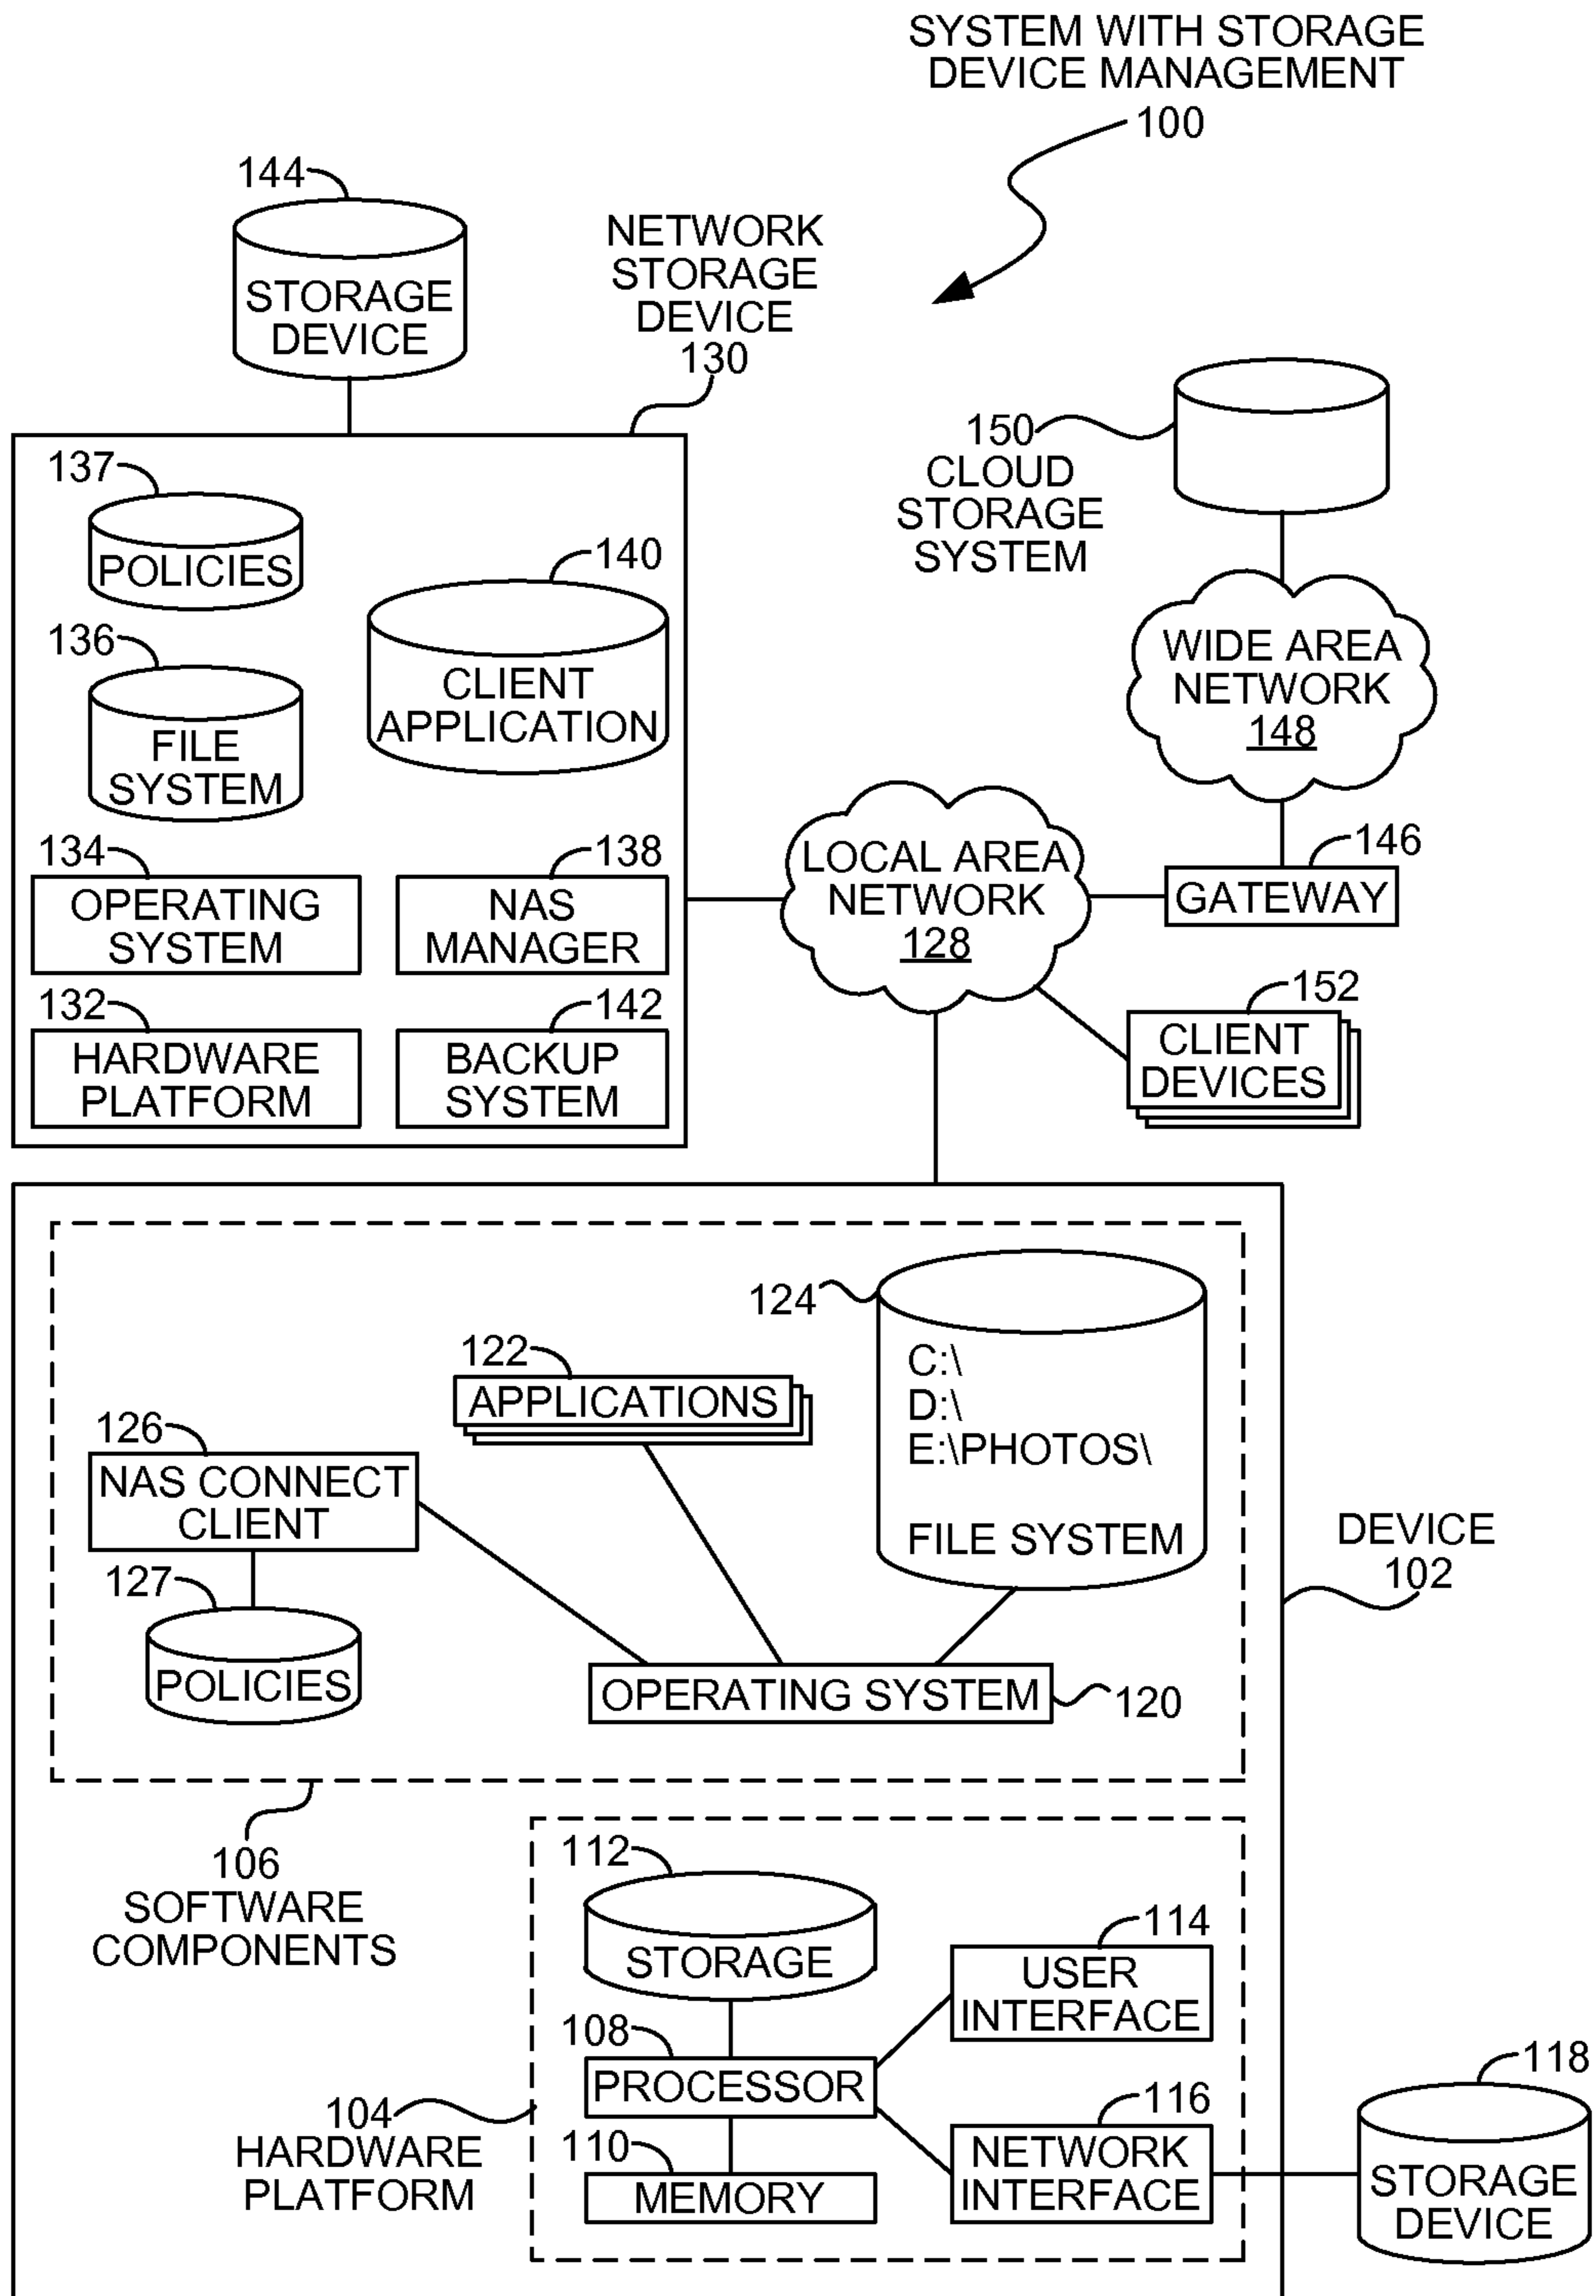 SYSTEM WITH STORAGE
DEVICE MANAGEMENT
100
144
STORAGE
DEVICE
NETWORK
STORAGE
DEVICE
130
150
CLOUD
STORAGE
SYSTEM
137
POLICIES
140
CLIENT
APPLICATION
136
FILE
SYSTEM
WIDE AREA
NETWORK
148
134
OPERATING
SYSTEM
138
NAS
MANAGER
LOCAL AREA
NETWORK
128
146
GATEWAY
132
HARDWARE
PLATFORM
142
BACKUP
SYSTEM
152
CLIENT
DEVICES
124
C:\
D:\
E:\PHOTOS\
FILE SYSTEM
122
APPLICATIONS
126
NAS CONNECT
CLIENT
127
POLICIES
OPERATING SYSTEM
120
DEVICE
102
106
SOFTWARE
COMPONENTS
112
STORAGE
114
USER
INTERFACE
108
PROCESSOR
104
HARDWARE
PLATFORM
110
MEMORY
116
NETWORK
INTERFACE
118
STORAGE
DEVICE